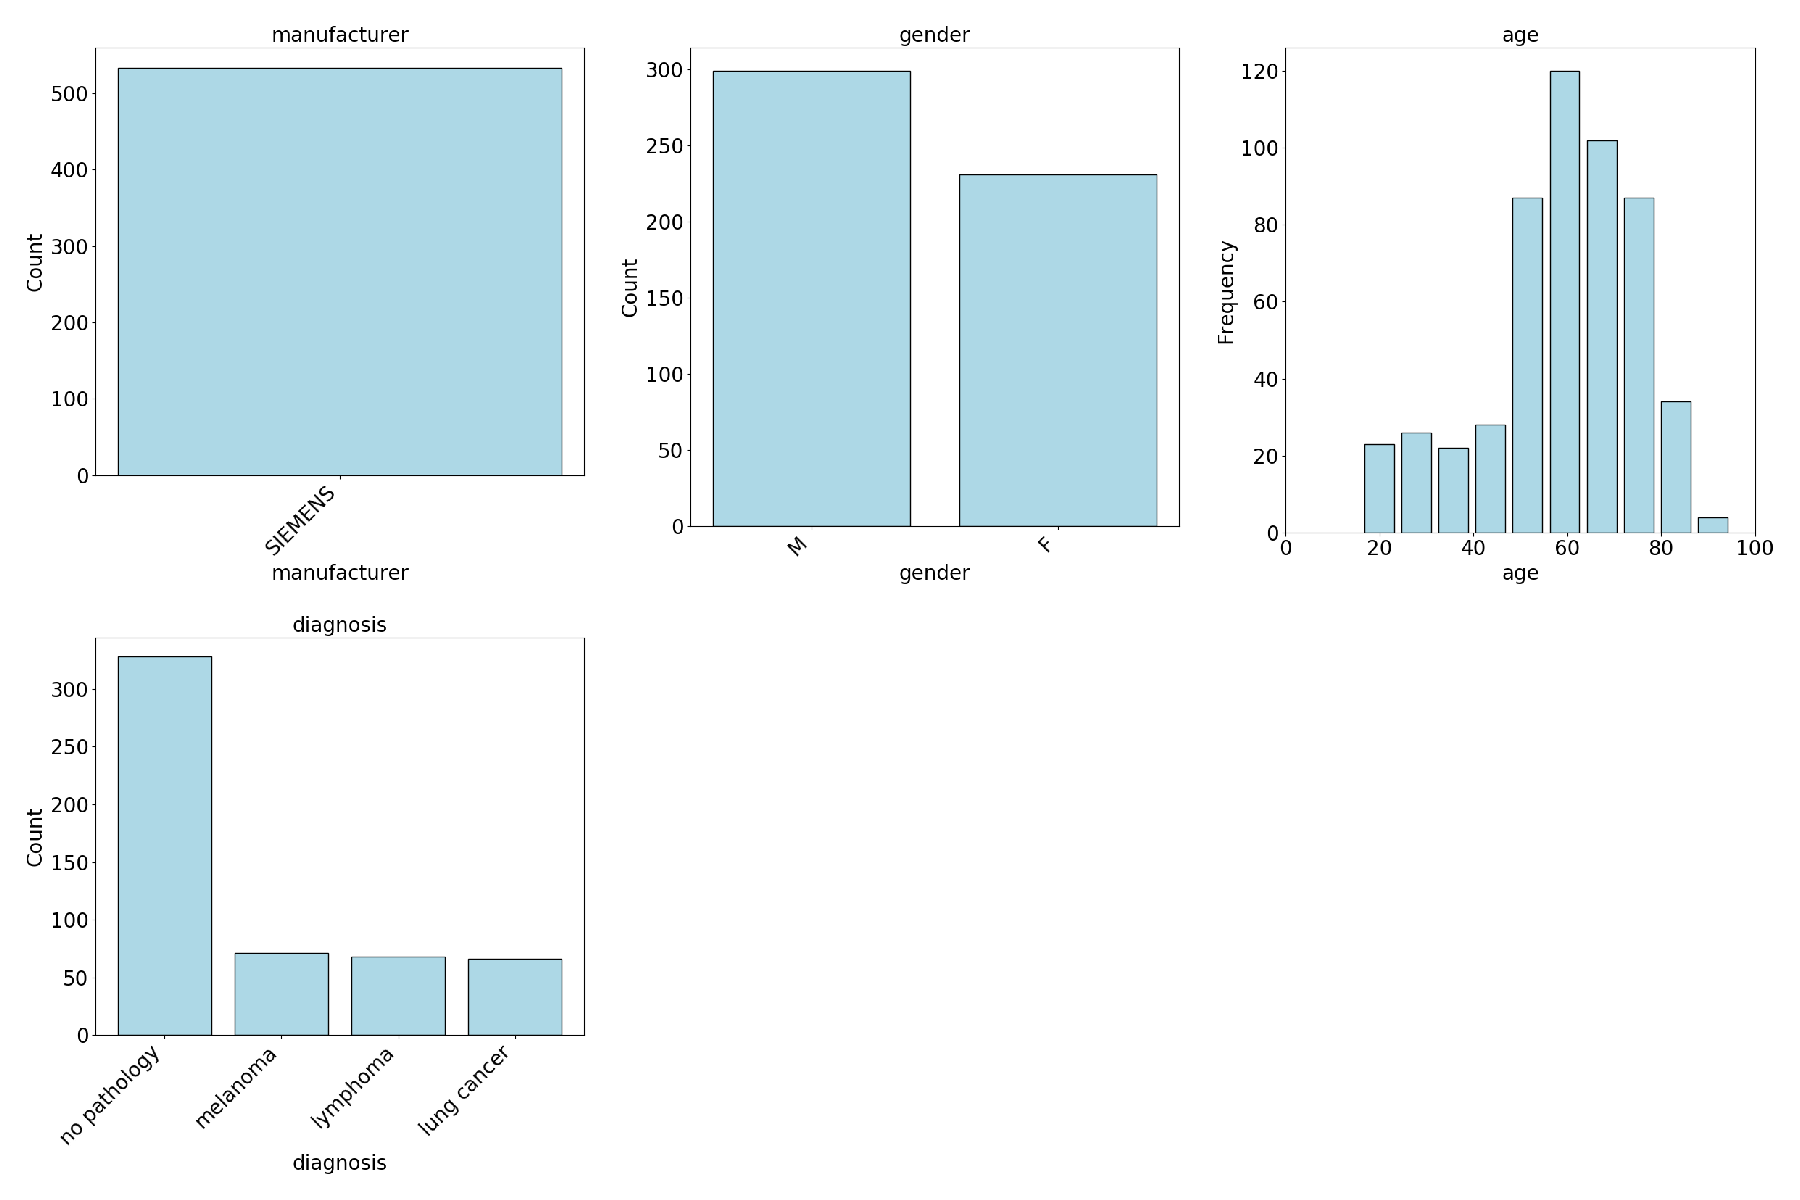 manufacturer
500
400
300
200
100
0
Count
SIEMENS
manufacturer
gender
300
250
200
150
100
50
0
Count
M
F
gender
age
120
100
80
60
40
20
0
Frequency
0 20 40 60 80 100
age
diagnosis
300
250
200
150
100
50
0
Count
no pathology
melanoma
lymphoma
lung cancer
diagnosis